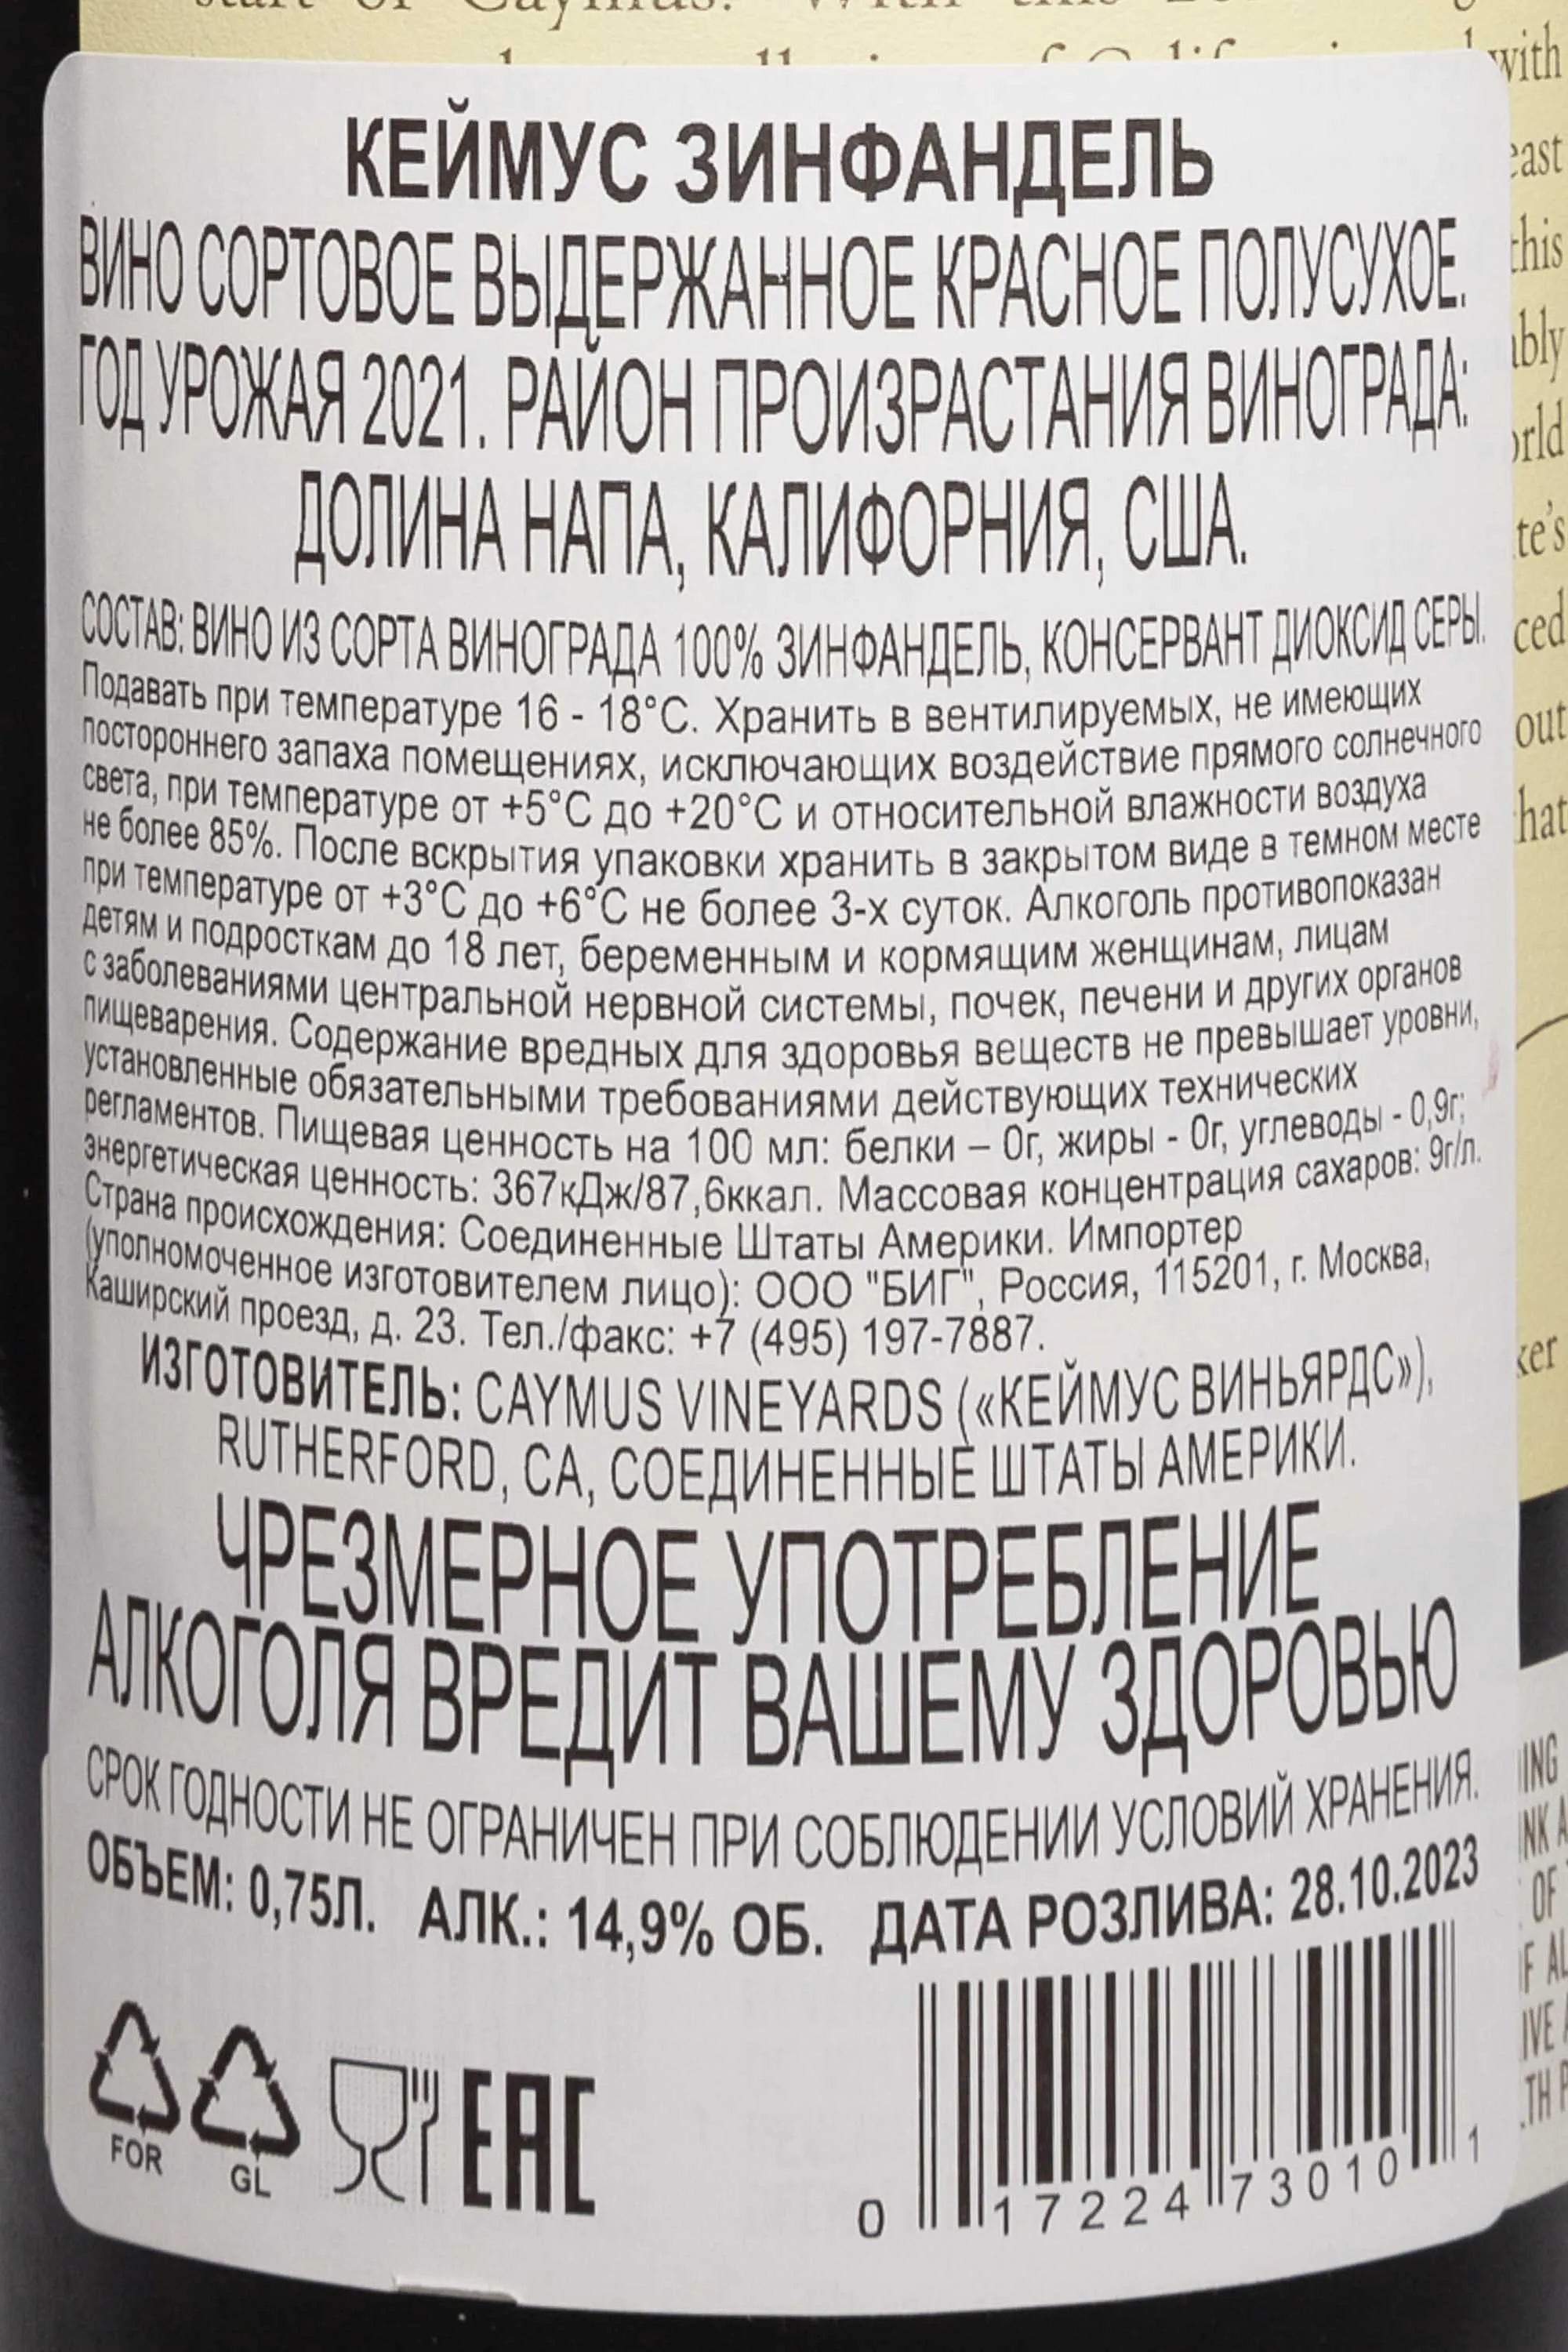 КЕЙМУС ЗИНФАНДЕЛЬ
ВИНО СОРТОВОЕ ВЫДЕРЖАННОЕ КРАСНОЕ ПОЛУСУХОЕ.
ГОД УРОЖАЯ 2021. РАЙОН ПРОИЗРАСТАНИЯ ВИНОГРАДА:
ДОЛИНА НАПА, КАЛИФОРНИЯ, США.
СОСТАВ: ВИНО ИЗ СОРТА ВИНОГРАДА 100% ЗИНФАНДЕЛЬ, КОНСЕРВАНТ ДИОКСИД СЕРЫ.
Подавать при температуре 16 - 18°С. Хранить в вентилируемых, не имеющих
постороннего запаха помещениях, исключающих воздействие прямого солнечного
света, при температуре от +5°С до +20°С и относительной влажности воздуха
не более 85%. После вскрытия упаковки хранить в закрытом виде в темном месте
при температуре от +3°С до +6°С не более 3-х суток. Алкоголь противопоказан
детям и подросткам до 18 лет, беременным и кормящим женщинам, лицам
с заболеваниями центральной нервной системы, почек, печени и других органов
пищеварения. Содержание вредных для здоровья веществ не превышает уровни,
установленные обязательными требованиями действующих технических
регламентов. Пищевая ценность на 100 мл: белки – 0г, жиры - 0г, углеводы - 0,9г;
энергетическая ценность: 367кДж/87,6ккал. Массовая концентрация сахаров: 9г/л.
Страна происхождения: Соединенные Штаты Америки. Импортер
(уполномоченное изготовителем лицо): ООО "БИГ", Россия, 115201, г. Москва,
Каширский проезд, д. 23. Тел./факс: +7 (495) 197-7887.
ИЗГОТОВИТЕЛЬ: CAYMUS VINEYARDS («КЕЙМУС ВИНЬЯРДС»),
RUTHERFORD, CA, СОЕДИНЕННЫЕ ШТАТЫ АМЕРИКИ.
ЧРЕЗМЕРНОЕ УПОТРЕБЛЕНИЕ
АЛКОГОЛЯ ВРЕДИТ ВАШЕМУ ЗДОРОВЬЮ
СРОК ГОДНОСТИ НЕ ОГРАНИЧЕН ПРИ СОБЛЮДЕНИИ УСЛОВИЙ ХРАНЕНИЯ.
ОБЪЕМ: 0,75Л. АЛК.: 14,9% ОБ. ДАТА РОЗЛИВА: 28.10.2023
FOR GL EAC
0 17224 73010 1
with
this
out